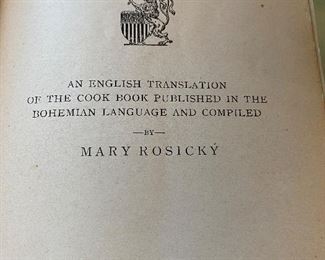 AN ENGLISH TRANSLATION
OF THE COOK BOOK PUBLISHED IN THE
BOHEMIAN LANGUAGE AND COMPILED
—BY—
MARY ROSICKÝ